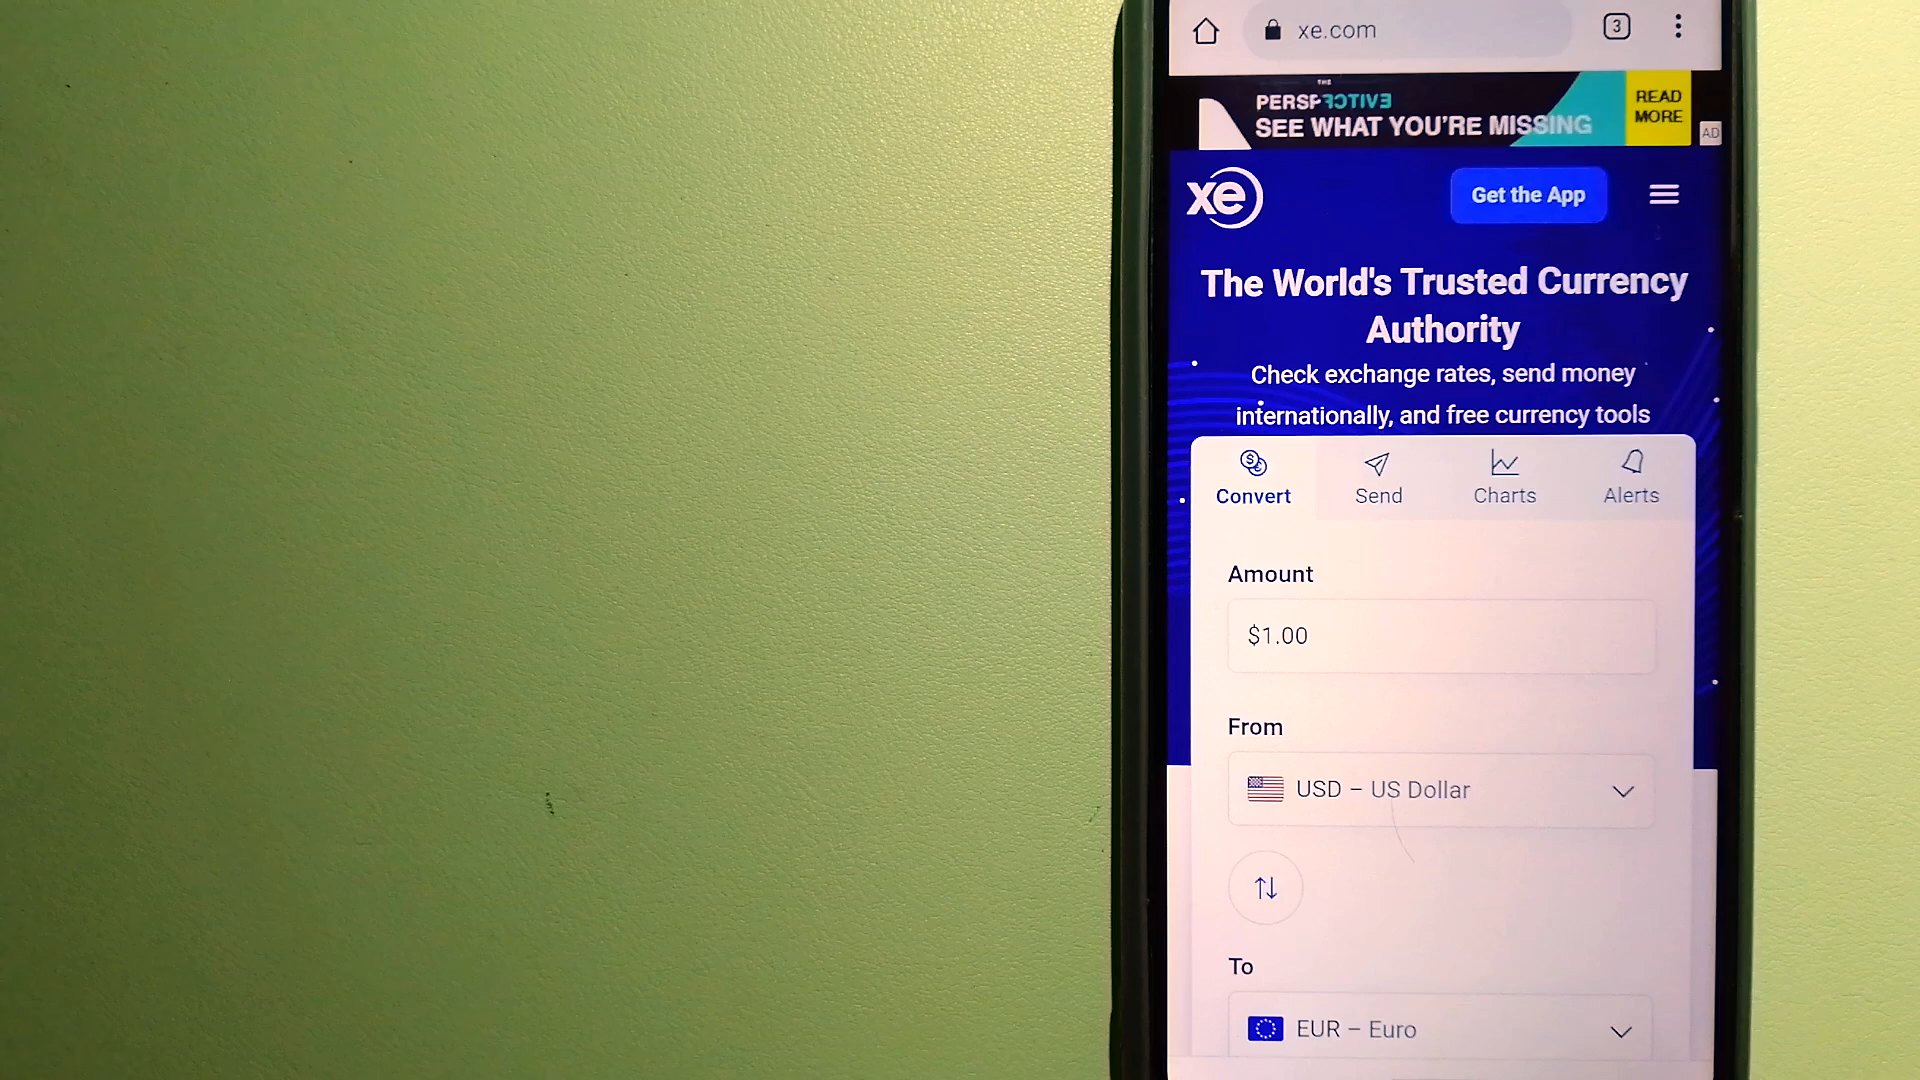 xe.com
3
THE
PERSPECTIVE
SEE WHAT YOU'RE MISSING
READ
MORE
AD
xe
Get the App
The World's Trusted Currency
Authority
Check exchange rates, send money
internationally, and free currency tools
Convert
Send
Charts
Alerts
Amount
$1.00
From
USD – US Dollar
To
EUR – Euro